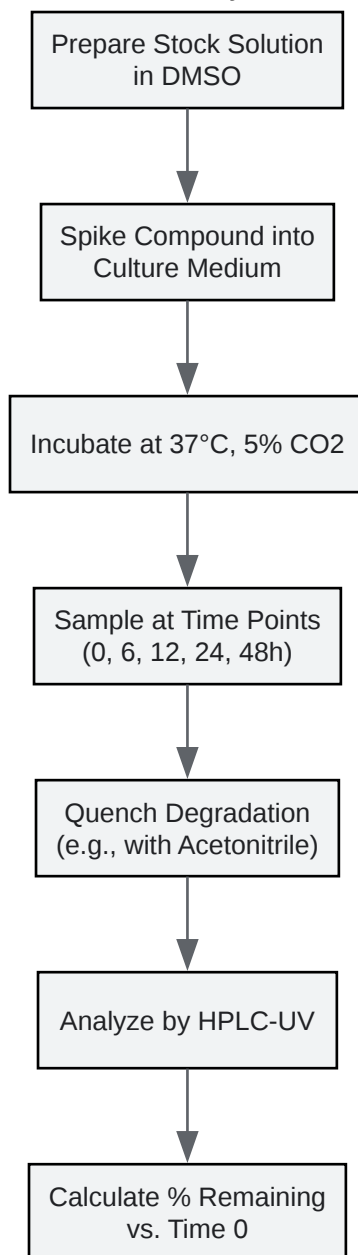 Prepare Stock Solution
in DMSO
Spike Compound into
Culture Medium
Incubate at 37°C, 5% CO2
Sample at Time Points
(0, 6, 12, 24, 48h)
Quench Degradation
(e.g., with Acetonitrile)
Analyze by HPLC-UV
Calculate % Remaining
vs. Time 0